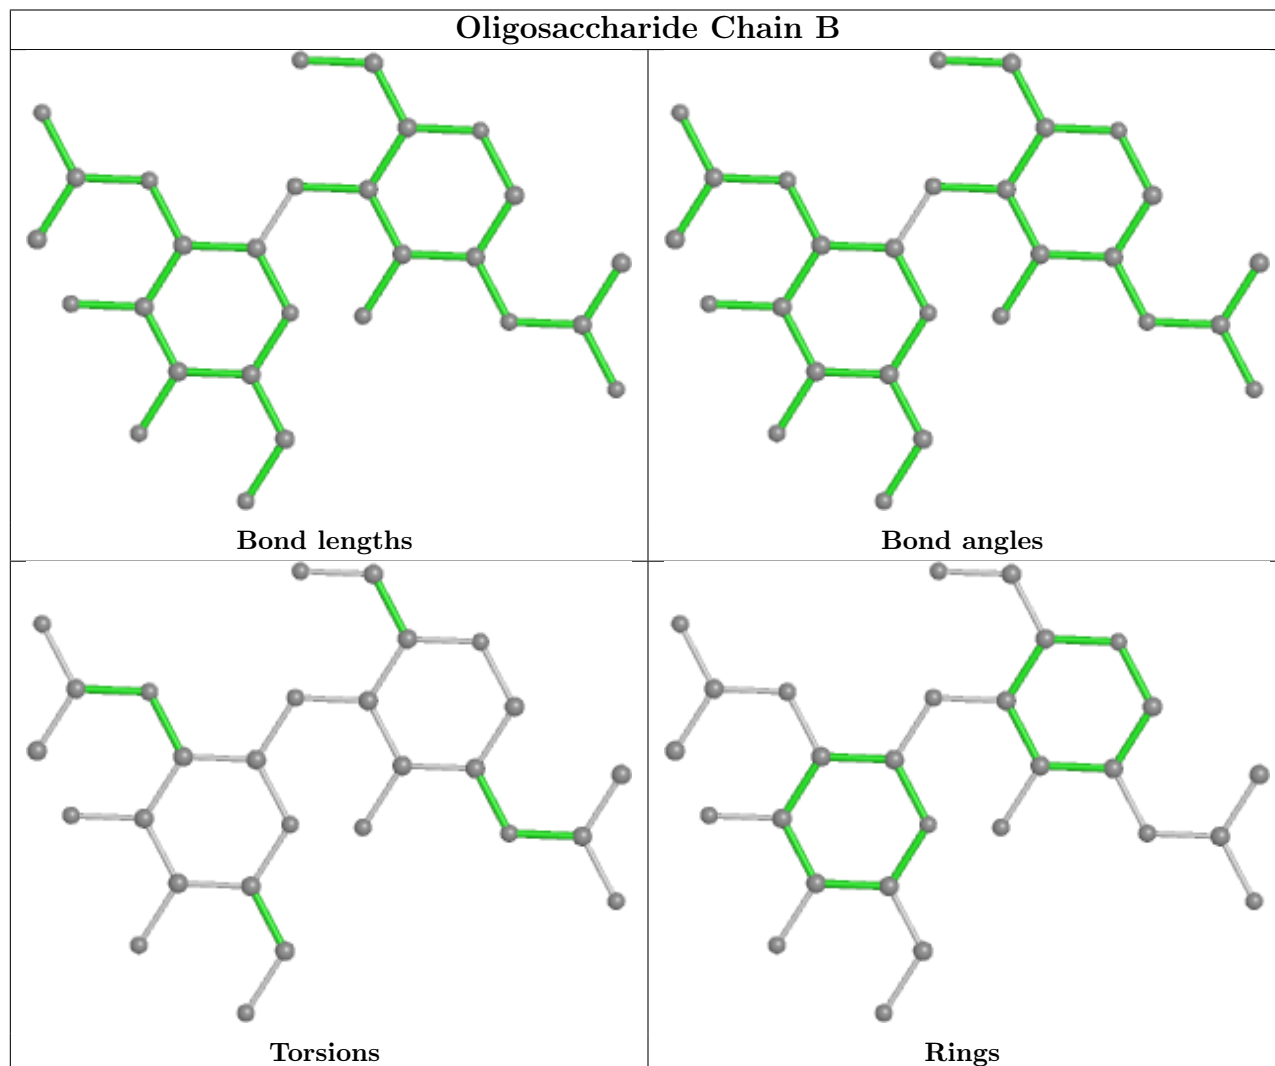 Oligosaccharide Chain B
Bond lengths
Bond angles
Torsions
Rings